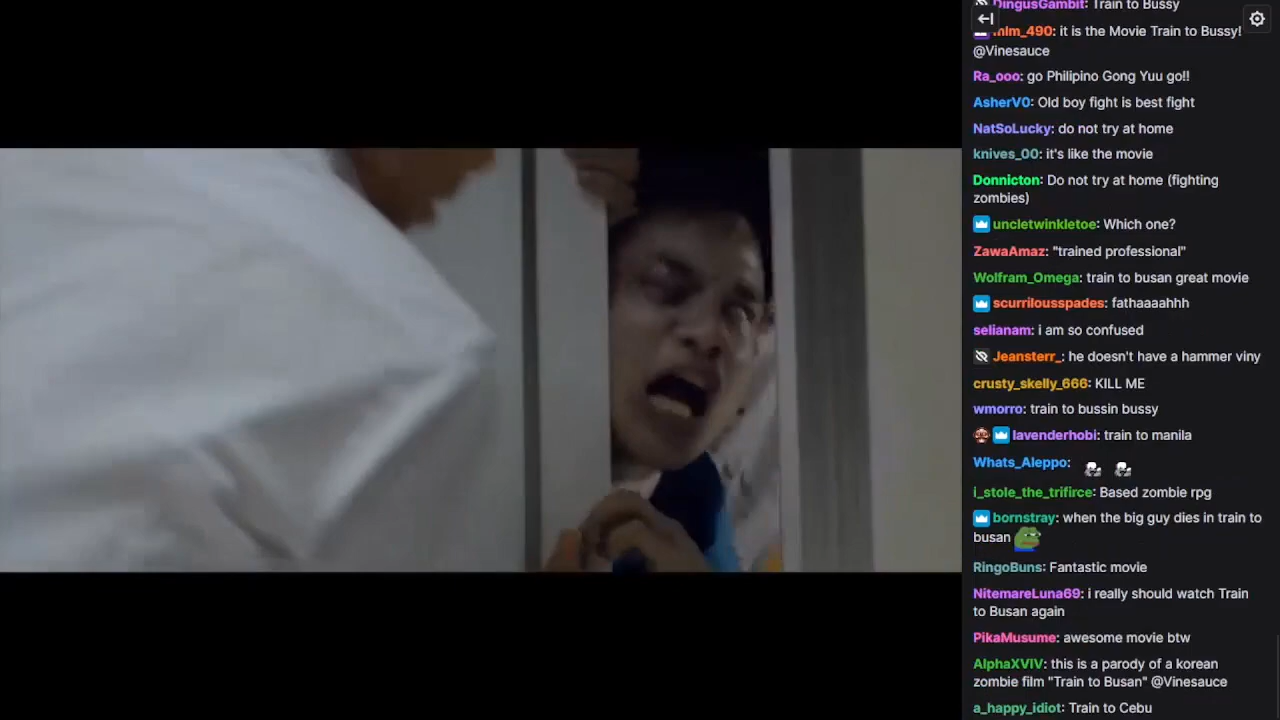 DingusGambit: Train to Bussy
mlm_490: it is the Movie Train to Bussy!
@Vinesauce
Ra_ooo: go Philipino Gong Yuu go!!
AsherV0: Old boy fight is best fight
NatSoLucky: do not try at home
knives_00: it's like the movie
Donnicton: Do not try at home (fighting
zombies)
uncletwinkletoe: Which one?
ZawaAmaz: "trained professional"
Wolfram_Omega: train to busan great movie
scurrilousspades: fathaaaahhh
selianam: i am so confused
Jeansterr_: he doesn't have a hammer viny
crusty_skelly_666: KILL ME
wmorro: train to bussin bussy
lavenderhobi: train to manila
Whats_Aleppo:
i_stole_the_trifirce: Based zombie rpg
bornstray: when the big guy dies in train to
busan
RingoBuns: Fantastic movie
NitemareLuna69: i really should watch Train
to Busan again
PikaMusume: awesome movie btw
AlphaXVIV: this is a parody of a korean
zombie film "Train to Busan" @Vinesauce
a_happy_idiot: Train to Cebu